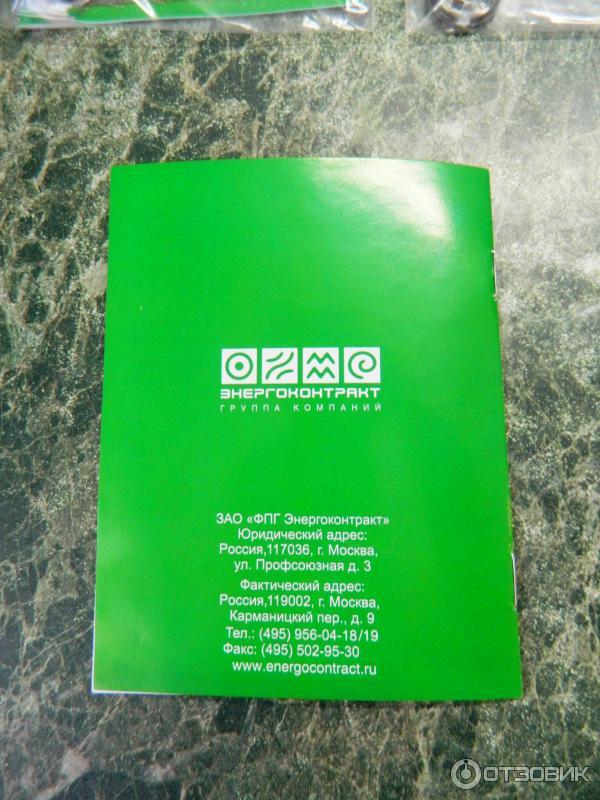 ЭНЕРГОКОНТРАКТ
ГРУППА КОМПАНИЙ
ЗАО «ФПГ Энергоконтракт»
Юридический адрес:
Россия,117036, г. Москва,
ул. Профсоюзная д. 3
Фактический адрес:
Россия,119002, г. Москва,
Карманицкий пер., д. 9
Тел.: (495) 956-04-18/19
Факс: (495) 502-95-30
www.energocontract.ru
ОТЗОВИК